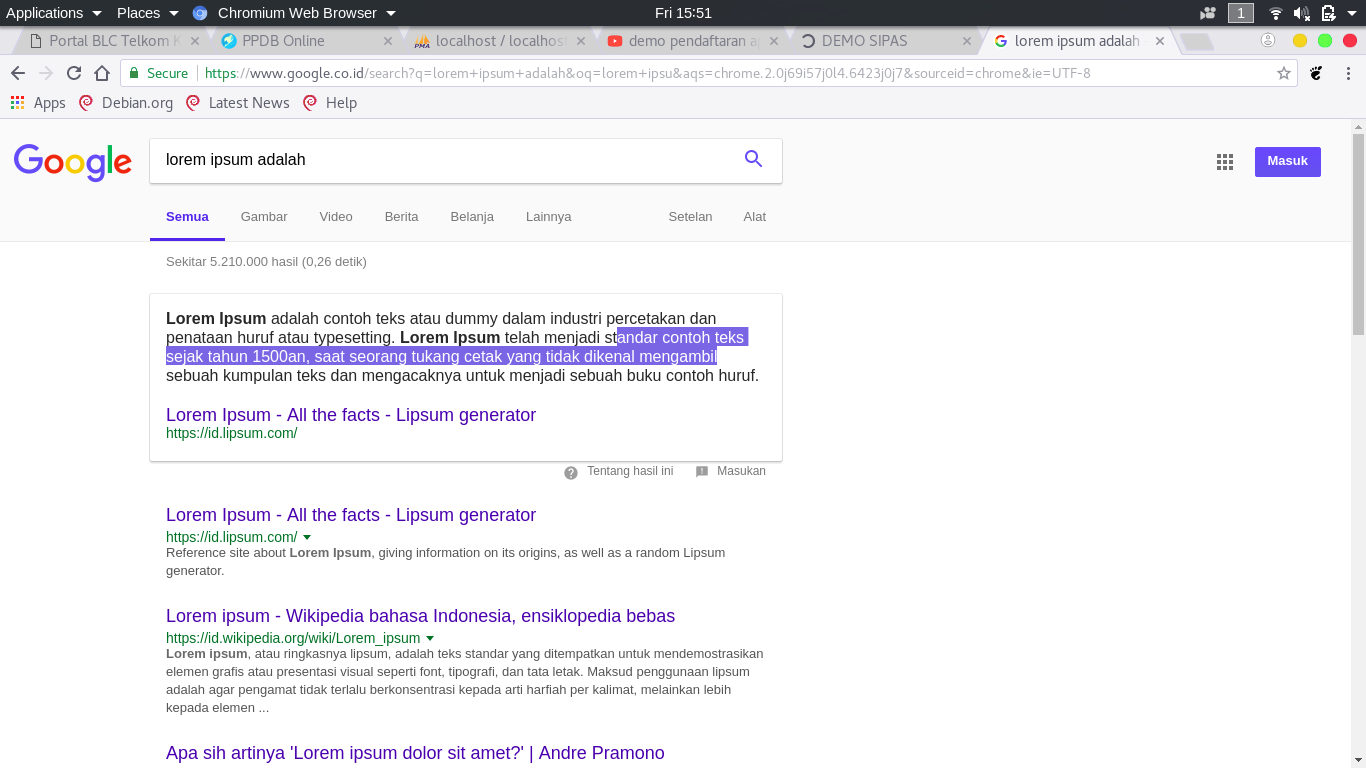 Applications Places Chromium Web Browser Fri 15:51 1
Portal BLC Telkom K PPDB Online localhost / localhos demo pendaftaran a DEMO SIPAS lorem ipsum adalah
Secure https://www.google.co.id/search?q=lorem+ipsum+adalah&oq=lorem+ipsu&aqs=chrome.2.0j69i57j0l4.6423j0j7&sourceid=chrome&ie=UTF-8
Apps Debian.org Latest News Help
Google lorem ipsum adalah Masuk
Semua Gambar Video Berita Belanja Lainnya Setelan Alat
Sekitar 5.210.000 hasil (0,26 detik)
Lorem Ipsum adalah contoh teks atau dummy dalam industri percetakan dan
penataan huruf atau typesetting. Lorem Ipsum telah menjadi standar contoh teks
sejak tahun 1500an, saat seorang tukang cetak yang tidak dikenal mengambil
sebuah kumpulan teks dan mengacaknya untuk menjadi sebuah buku contoh huruf.
Lorem Ipsum - All the facts - Lipsum generator
https://id.lipsum.com/
Tentang hasil ini Masukan
Lorem Ipsum - All the facts - Lipsum generator
https://id.lipsum.com/
Reference site about Lorem Ipsum, giving information on its origins, as well as a random Lipsum
generator.
Lorem ipsum - Wikipedia bahasa Indonesia, ensiklopedia bebas
https://id.wikipedia.org/wiki/Lorem_ipsum
Lorem ipsum, atau ringkasnya lipsum, adalah teks standar yang ditempatkan untuk mendemostrasikan
elemen grafis atau presentasi visual seperti font, tipografi, dan tata letak. Maksud penggunaan lipsum
adalah agar pengamat tidak terlalu berkonsentrasi kepada arti harfiah per kalimat, melainkan lebih
kepada elemen ...
Apa sih artinya 'Lorem ipsum dolor sit amet?' | Andre Pramono